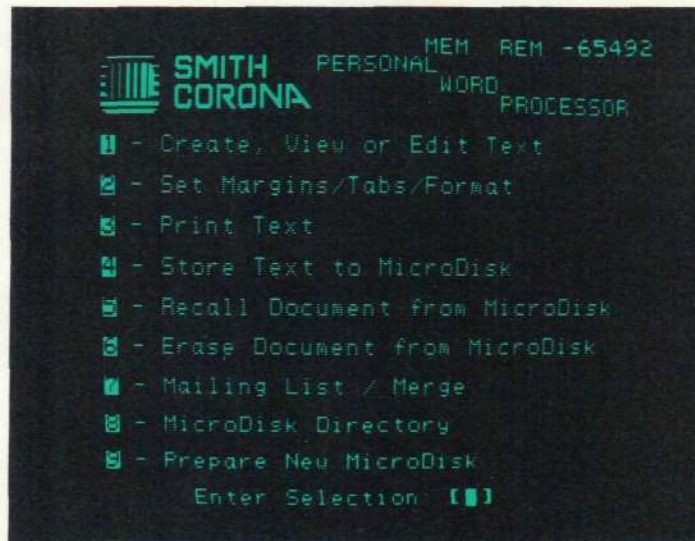 MEM REM -65492
SMITH CORONA
PERSONAL WORD PROCESSOR
1 - Create, View or Edit Text
2 - Set Margins/Tabs/Format
3 - Print Text
4 - Store Text to MicroDisk
5 - Recall Document from MicroDisk
6 - Erase Document from MicroDisk
7 - Mailing List / Merge
8 - MicroDisk Directory
9 - Prepare New MicroDisk
Enter Selection [ ]